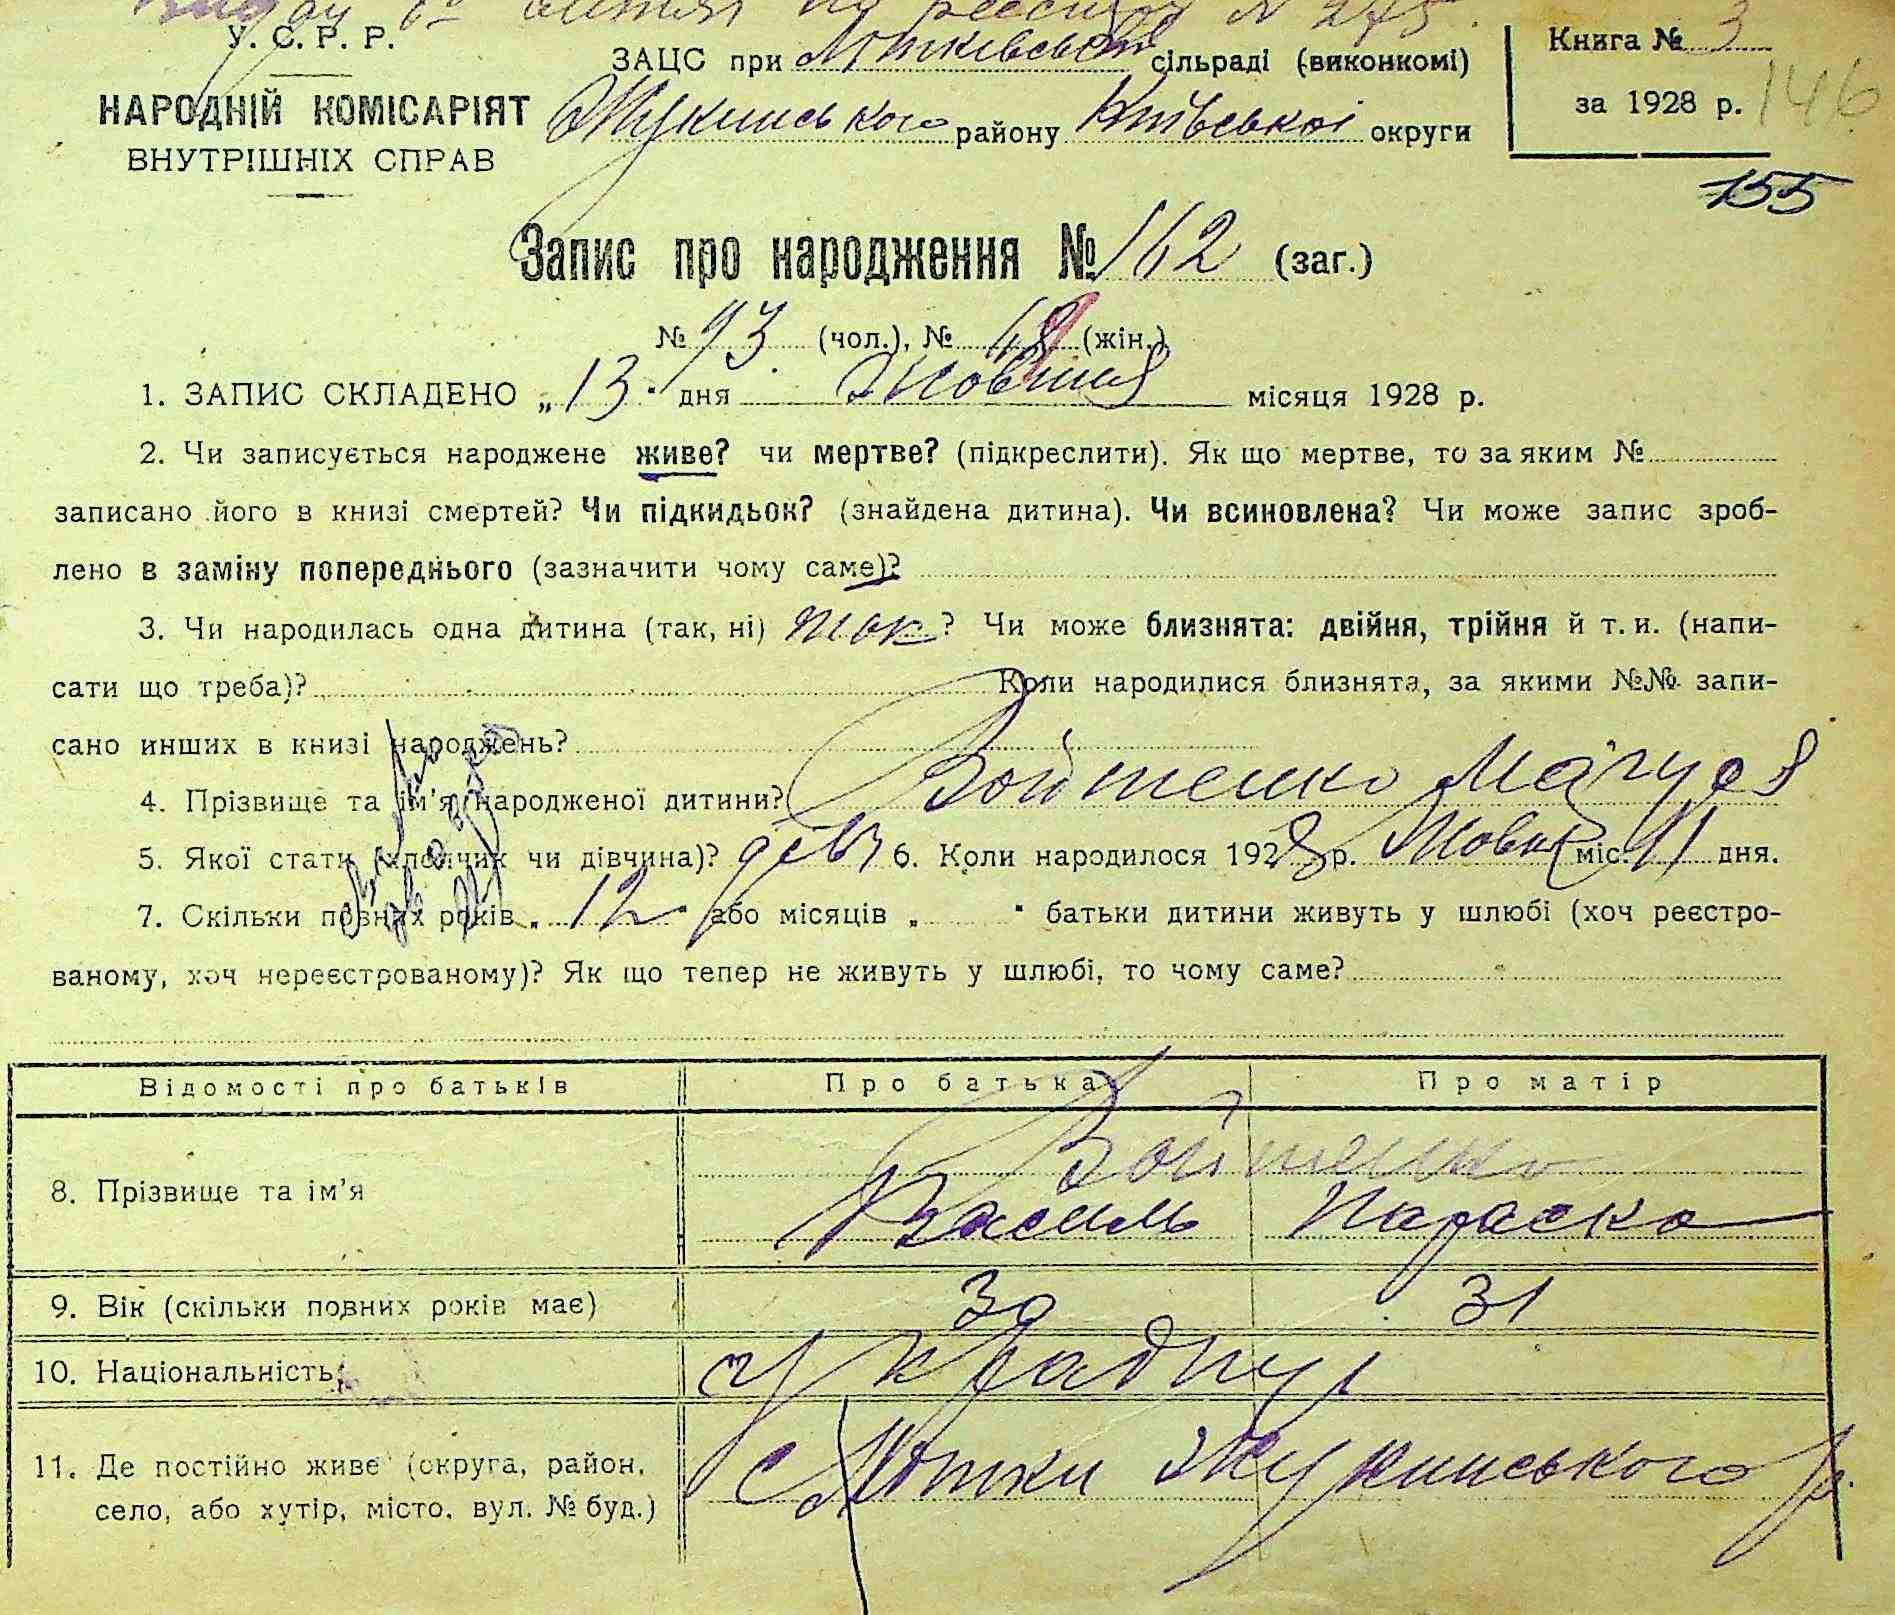 У. С. Р. Р.
НАРОДНІЙ КОМІСАРІЯТ
ВНУТРІШНІХ СПРАВ
ЗАЦС при сільраді (виконкомі)
Жукинського району Київської округи
Книга № 3
за 1928 р. 146
155
Запис про народження № 162 (заг.)
№ 93 (чол.), № (жін.)
1. ЗАПИС СКЛАДЕНО „ 13 " дня Жовтня місяця 1928 р.
2. Чи записується народжене живе? чи мертве? (підкреслити). Як що мертве, то за яким №
записано його в книзі смертей? Чи підкидьок? (знайдена дитина). Чи всиновлена? Чи може запис зроб-
лено в заміну попереднього (зазначити чому саме)?
3. Чи народилась одна дитина (так, ні) так ? Чи може близнята: двійня, трійня й т. и. (напи-
сати що треба)? Коли народилися близнята, за якими №№ запи-
сано инших в книзі народжень?
4. Прізвище та ім'я народженої дитини? Войтенко Маруся
5. Якої статі (хлопчик чи дівчина)? дівч 6. Коли народилося 1928 р. Жовт міс. 11 дня.
7. Скільки повних років „ 12 " або місяців „ " батьки дитини живуть у шлюбі (хоч реєстро-
ваному, хоч нереєстрованому)? Як що тепер не живуть у шлюбі, то чому саме?
Відомості про батьків Про батька Про матір
8. Прізвище та ім'я Войтенко
Василь Параска
9. Вік (скільки повних років має) 30 31
10. Національність
11. Де постійно живе (округа, район,
село, або хутір, місто, вул. № буд.)
с. Жукинського р.